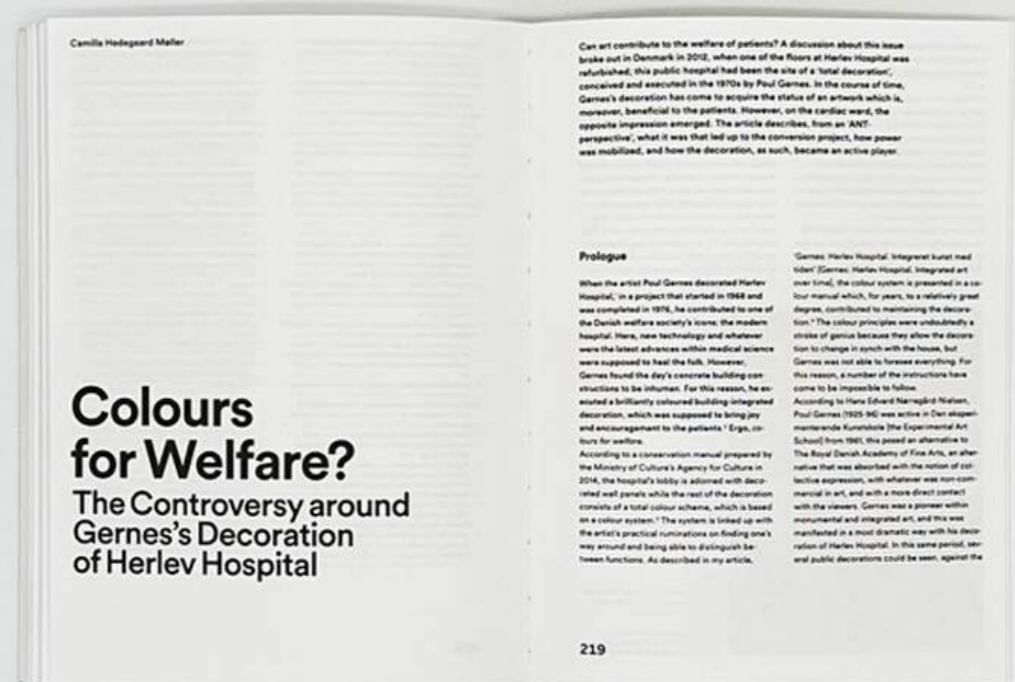 Camilla Hedegaard Møller
Colours
for Welfare?
The Controversy around
Gernes's Decoration
of Herlev Hospital
Can art contribute to the welfare of patients? A discussion about this issue
broke out in Denmark in 2012, when one of the floors at Herlev Hospital was
refurbished; this public hospital had been the site of a 'total decoration',
conceived and executed in the 1970s by Poul Gernes. In the course of time,
Gernes's decoration has come to acquire the status of an artwork which is,
moreover, beneficial to the patients. However, on the cardiac ward, the
opposite impression emerged. The article describes, from an 'ANT-
perspective', what it was that led up to the conversion project, how power
was mobilized, and how the decoration, as such, became an active player.
Prologue
When the artist Poul Gernes decorated Herlev
Hospital,¹ in a project that started in 1968 and
was completed in 1976, he contributed to one of
the Danish welfare society's icons: the modern
hospital. Here, new technology and whatever
were the latest advances within medical science
were supposed to heal the folk. However,
Gernes found the day's concrete building con-
structions to be inhuman. For this reason, he ex-
ecuted a brilliantly coloured building-integrated
decoration, which was supposed to bring joy
and encouragement to the patients.² Ergo, co-
lours for welfare.
According to a conservation manual prepared by
the Ministry of Culture's Agency for Culture in
2014, the hospital's lobby is adorned with deco-
rated wall panels while the rest of the decoration
consists of a total colour scheme, which is based
on a colour system.³ The system is linked up with
the artist's practical ruminations on finding one's
way around and being able to distinguish be-
tween functions. As described in my article,
'Gernes: Herlev Hospital. Integreret kunst med
tiden' [Gernes: Herlev Hospital. Integrated art
over time], the colour system is presented in a co-
lour manual which, for years, to a relatively great
degree, contributed to maintaining the decora-
tion.⁴ The colour principles were undoubtedly a
stroke of genius because they allow the decora-
tion to change in synch with the house, but
Gernes was not able to foresee everything. For
this reason, a number of the instructions have
come to be impossible to follow.
According to Hans Edvard Nørregård-Nielsen,
Poul Gernes (1925-96) was active in Den eksperi-
menterende Kunstskole [the Experimental Art
School] from 1961, this posed an alternative to
The Royal Danish Academy of Fine Arts, an alter-
native that was absorbed with the notion of col-
lective expression, with whatever was non-com-
mercial in art, and with a more direct contact
with the viewers. Gernes was a pioneer within
monumental and integrated art, and this was
manifested in a most dramatic way with his deco-
ration of Herlev Hospital. In this same period, sev-
eral public decorations could be seen, against the
219